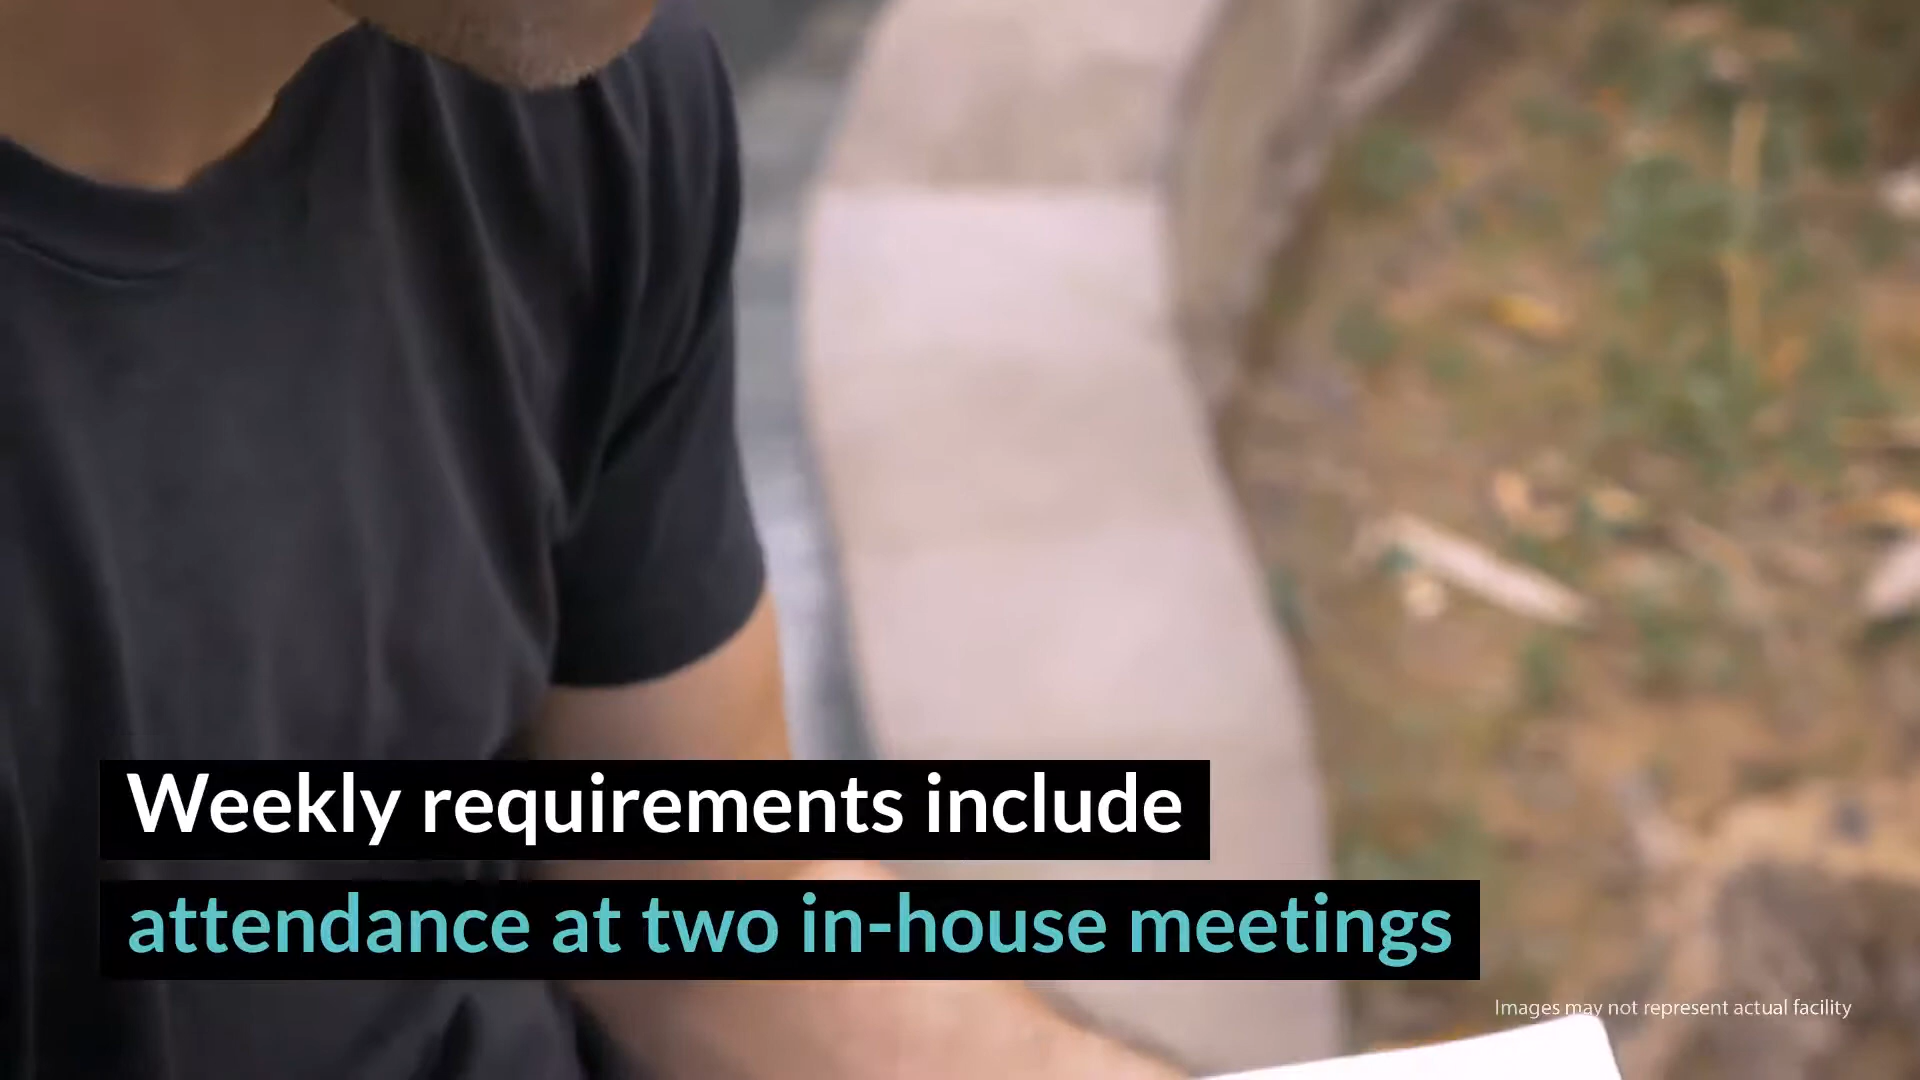 Weekly requirements include
attendance at two in-house meetings
Images may not represent actual facility